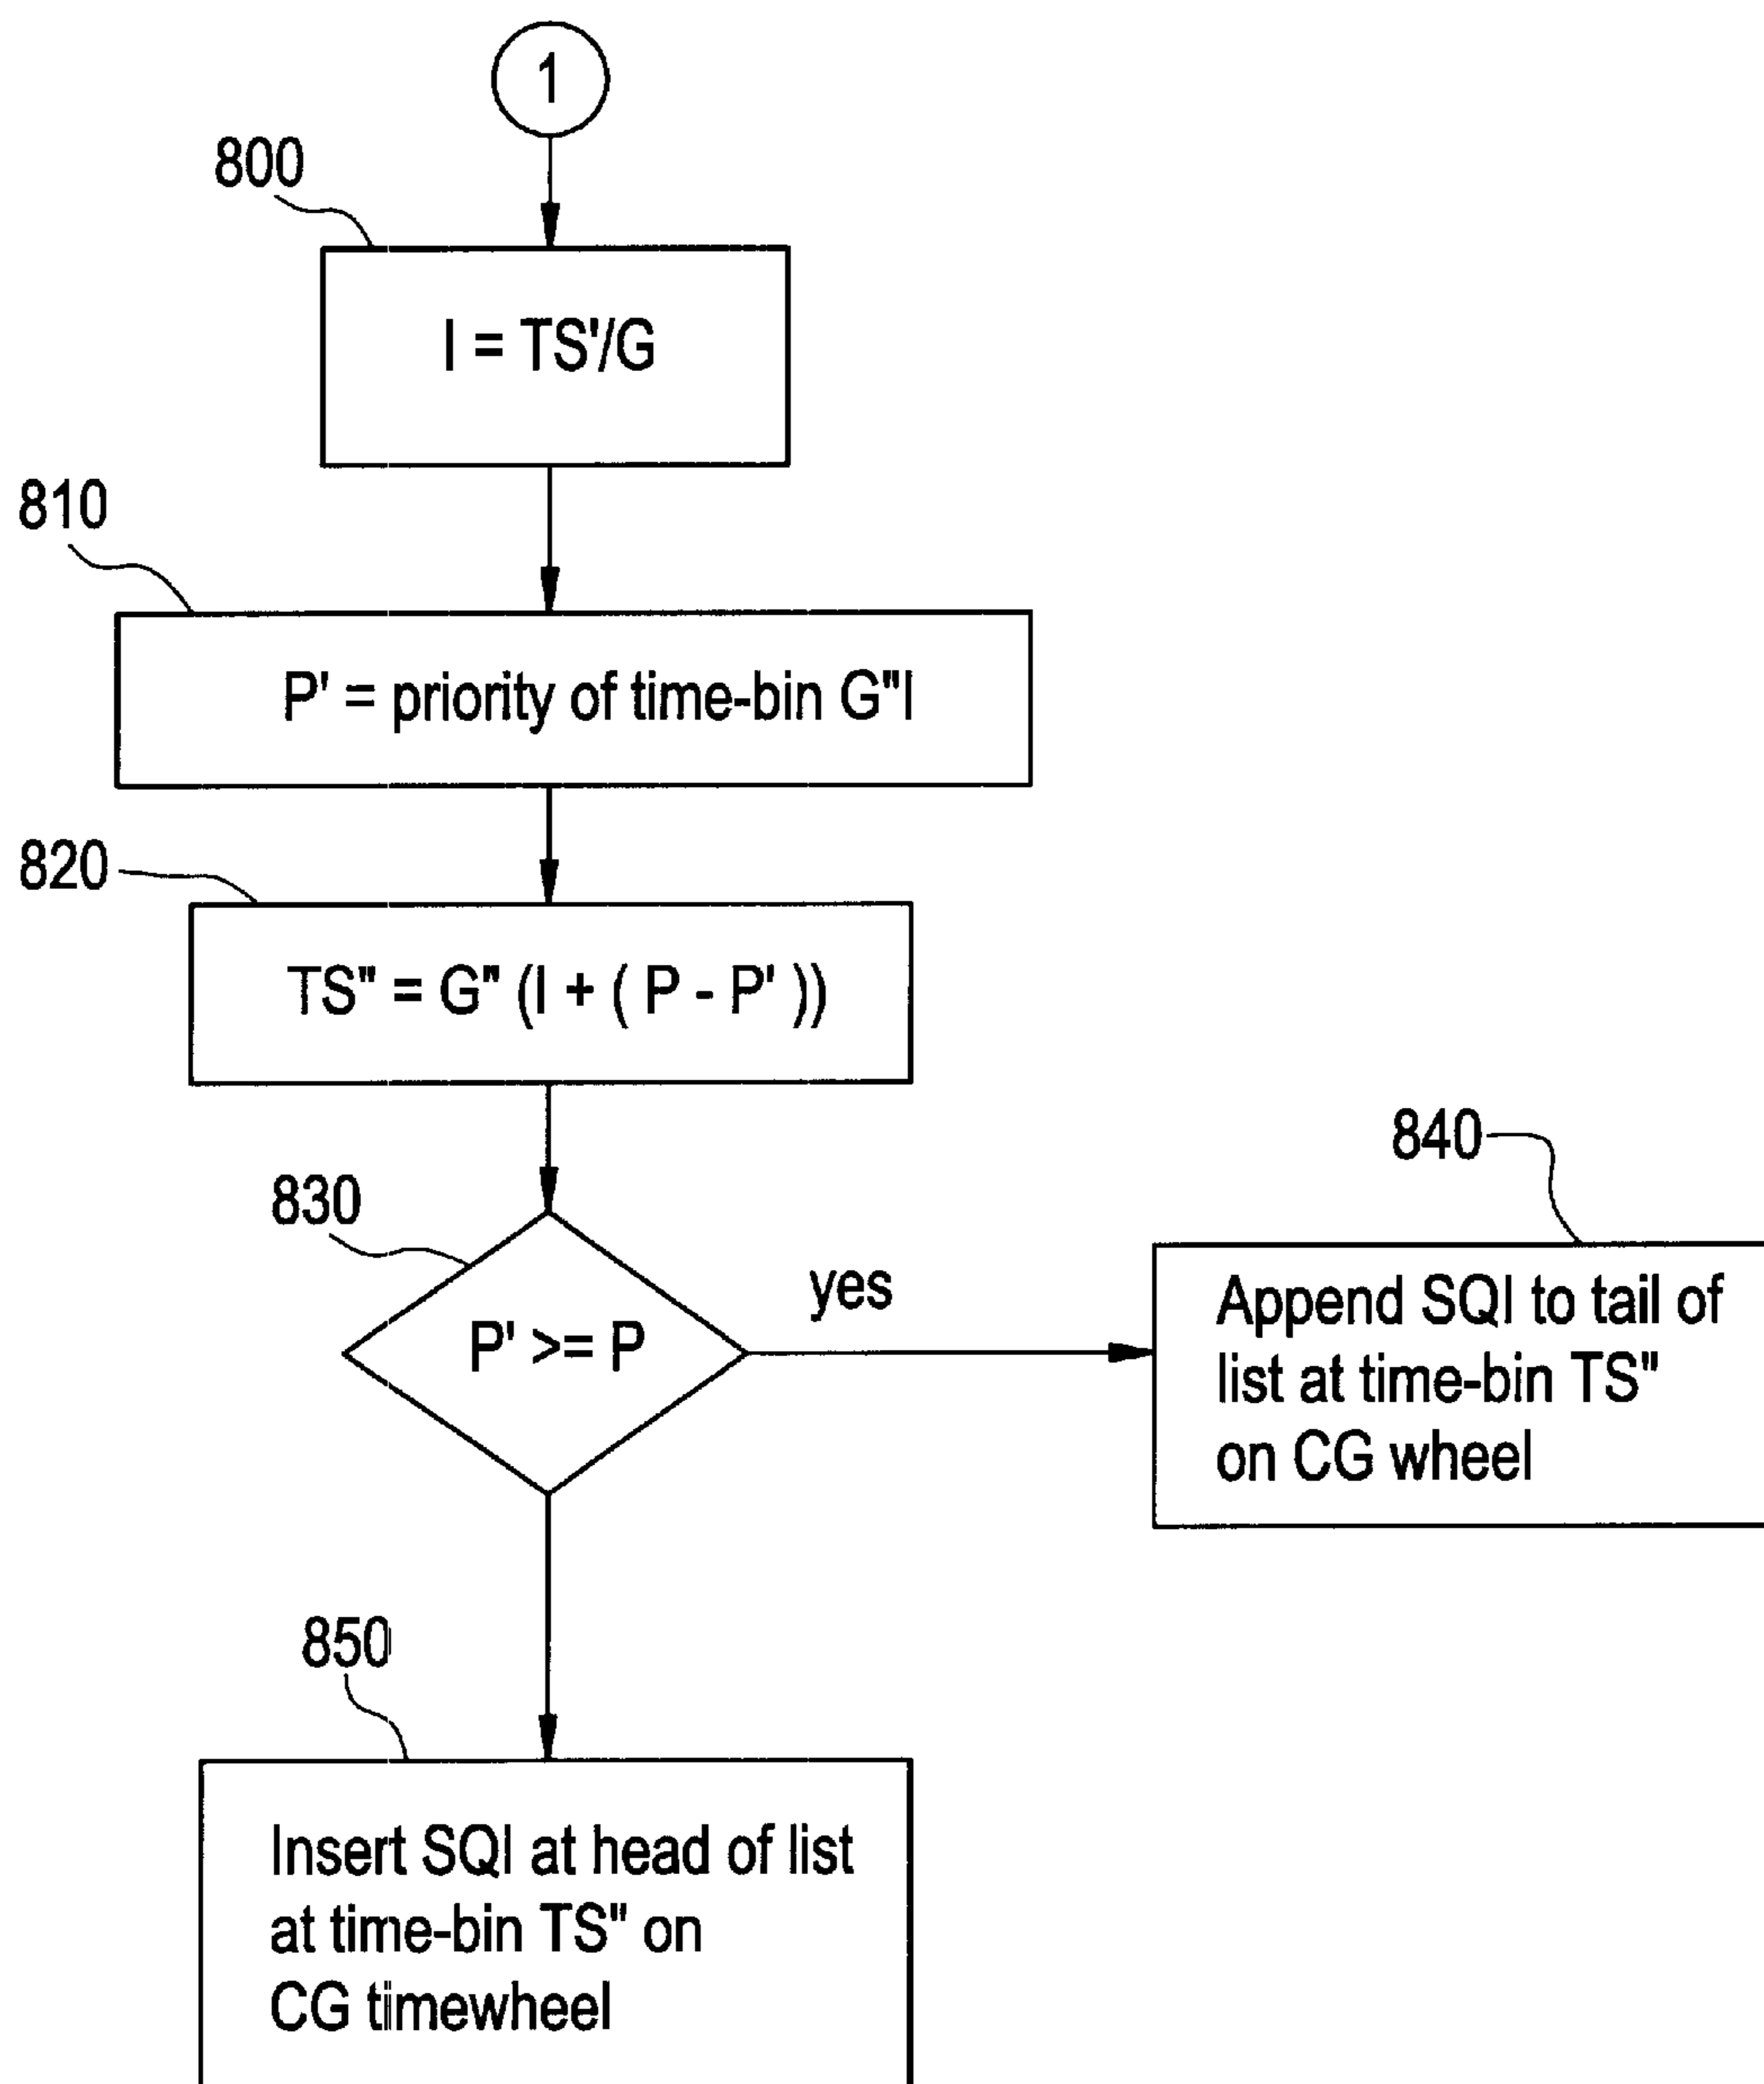 1
800
I = TS'/G
810
P' = priority of time-bin G"I
820
TS" = G" (I + ( P - P' ))
830
P' >= P
yes
840
Append SQI to tail of
list at time-bin TS"
on CG wheel
850
Insert SQI at head of list
at time-bin TS" on
CG timewheel